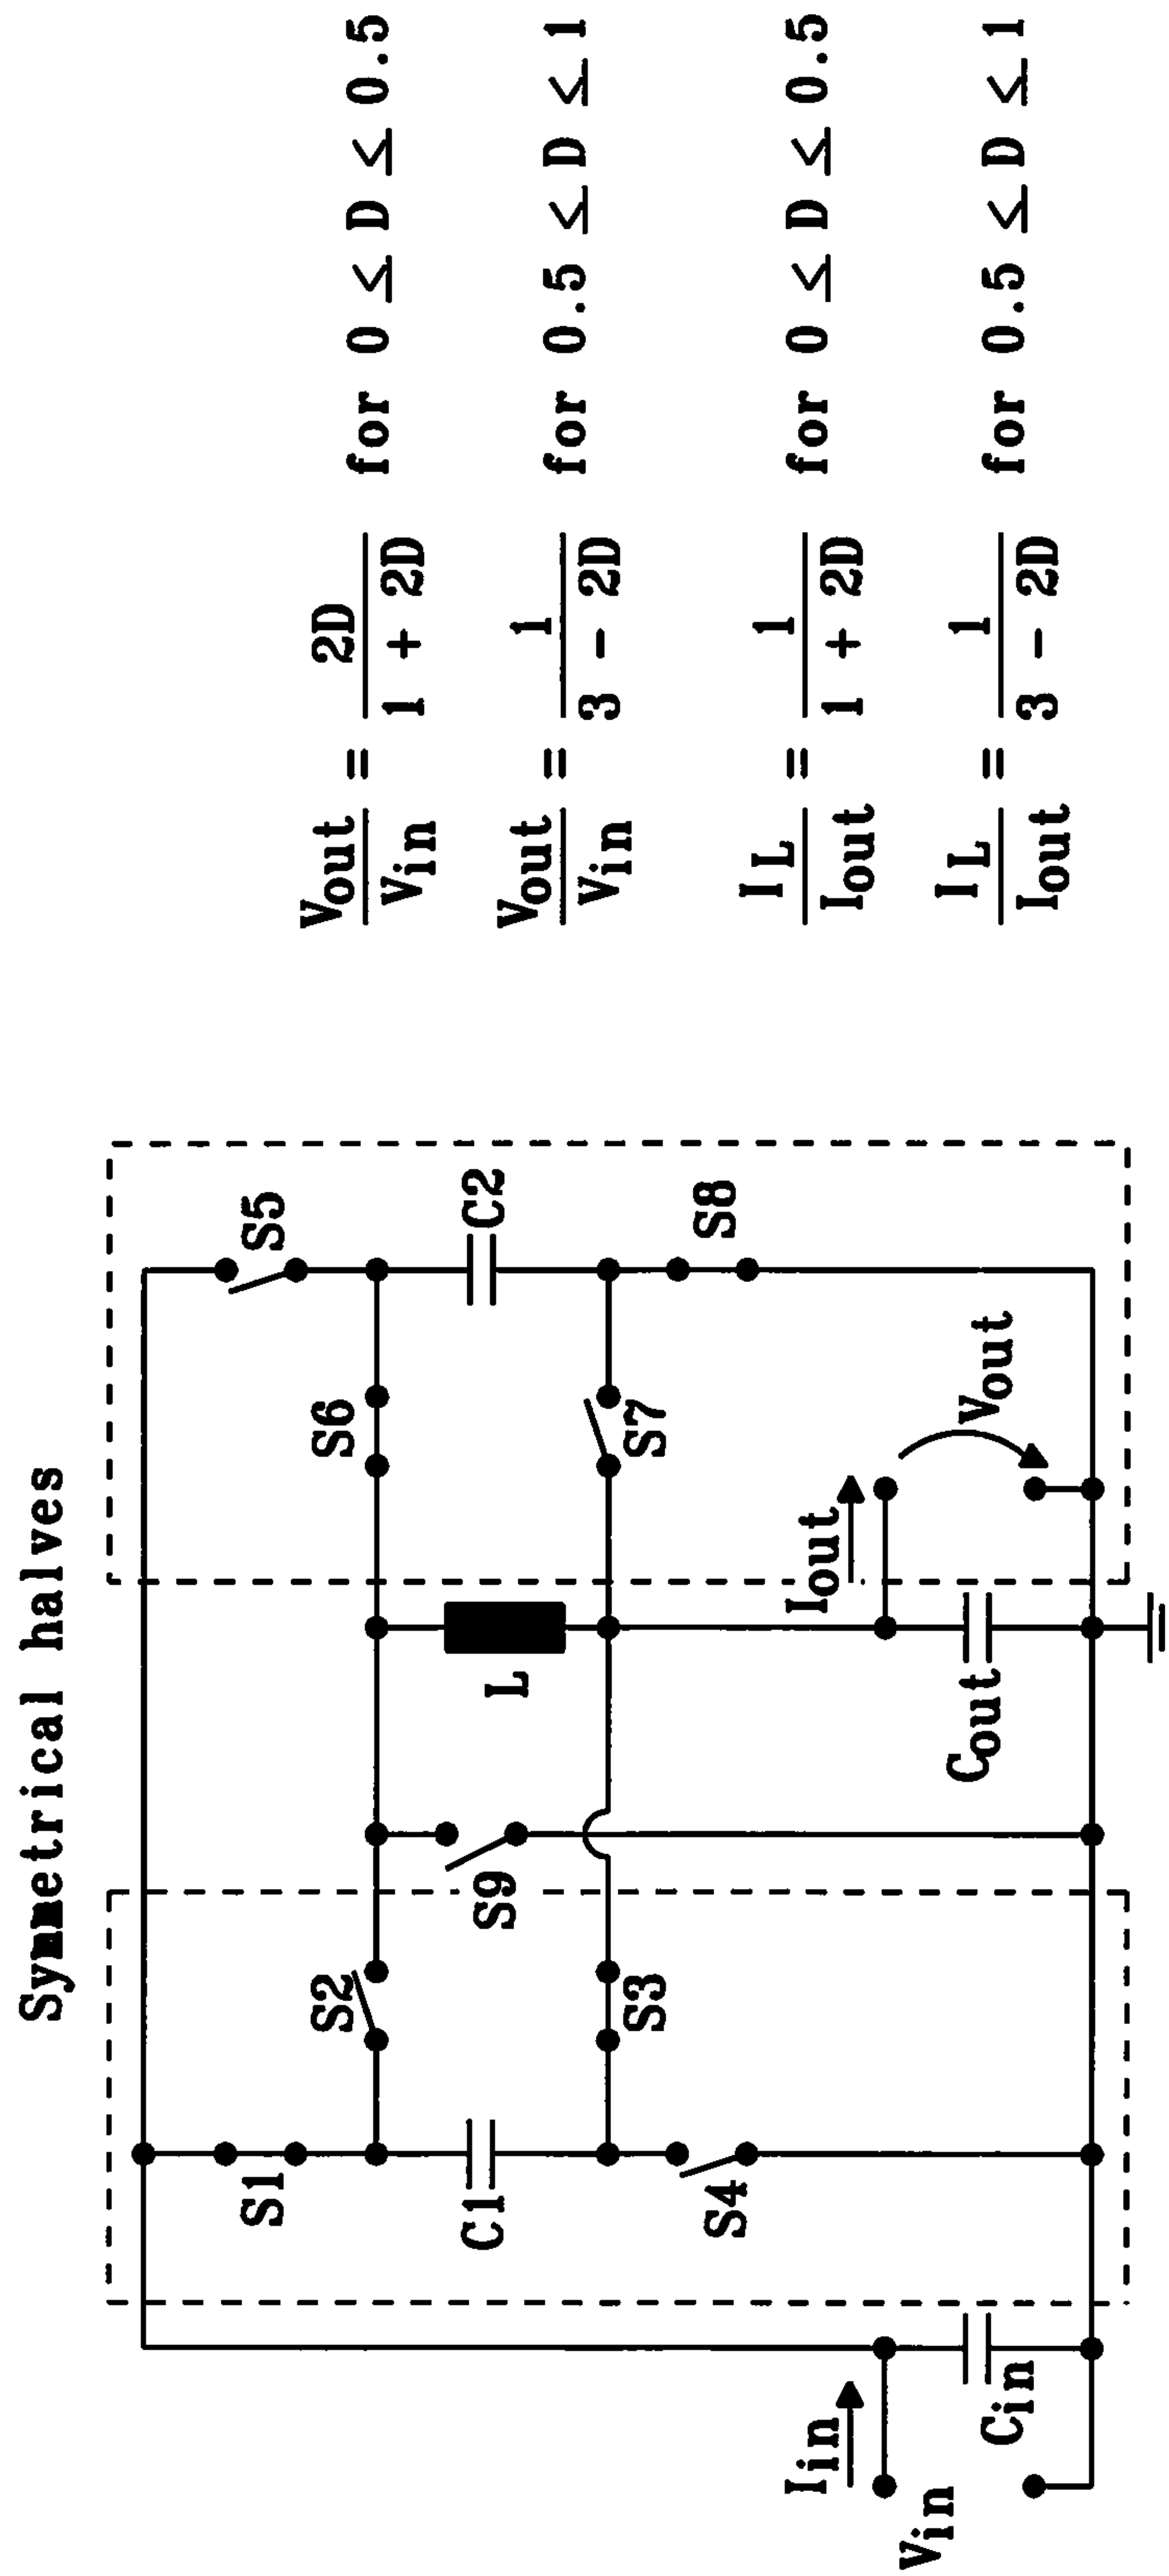 Symmetrical halves
S1
S2
S3
S4
S5
S6
S7
S8
S9
C1
C2
L
Iin
Vin
Cin
Cout
Iout
Vout
Vout/Vin = 2D/(1 + 2D) for 0 ≤ D ≤ 0.5
Vout/Vin = 1/(3 - 2D) for 0.5 ≤ D ≤ 1
IL/Iout = 1/(1 + 2D) for 0 ≤ D ≤ 0.5
IL/Iout = 1/(3 - 2D) for 0.5 ≤ D ≤ 1